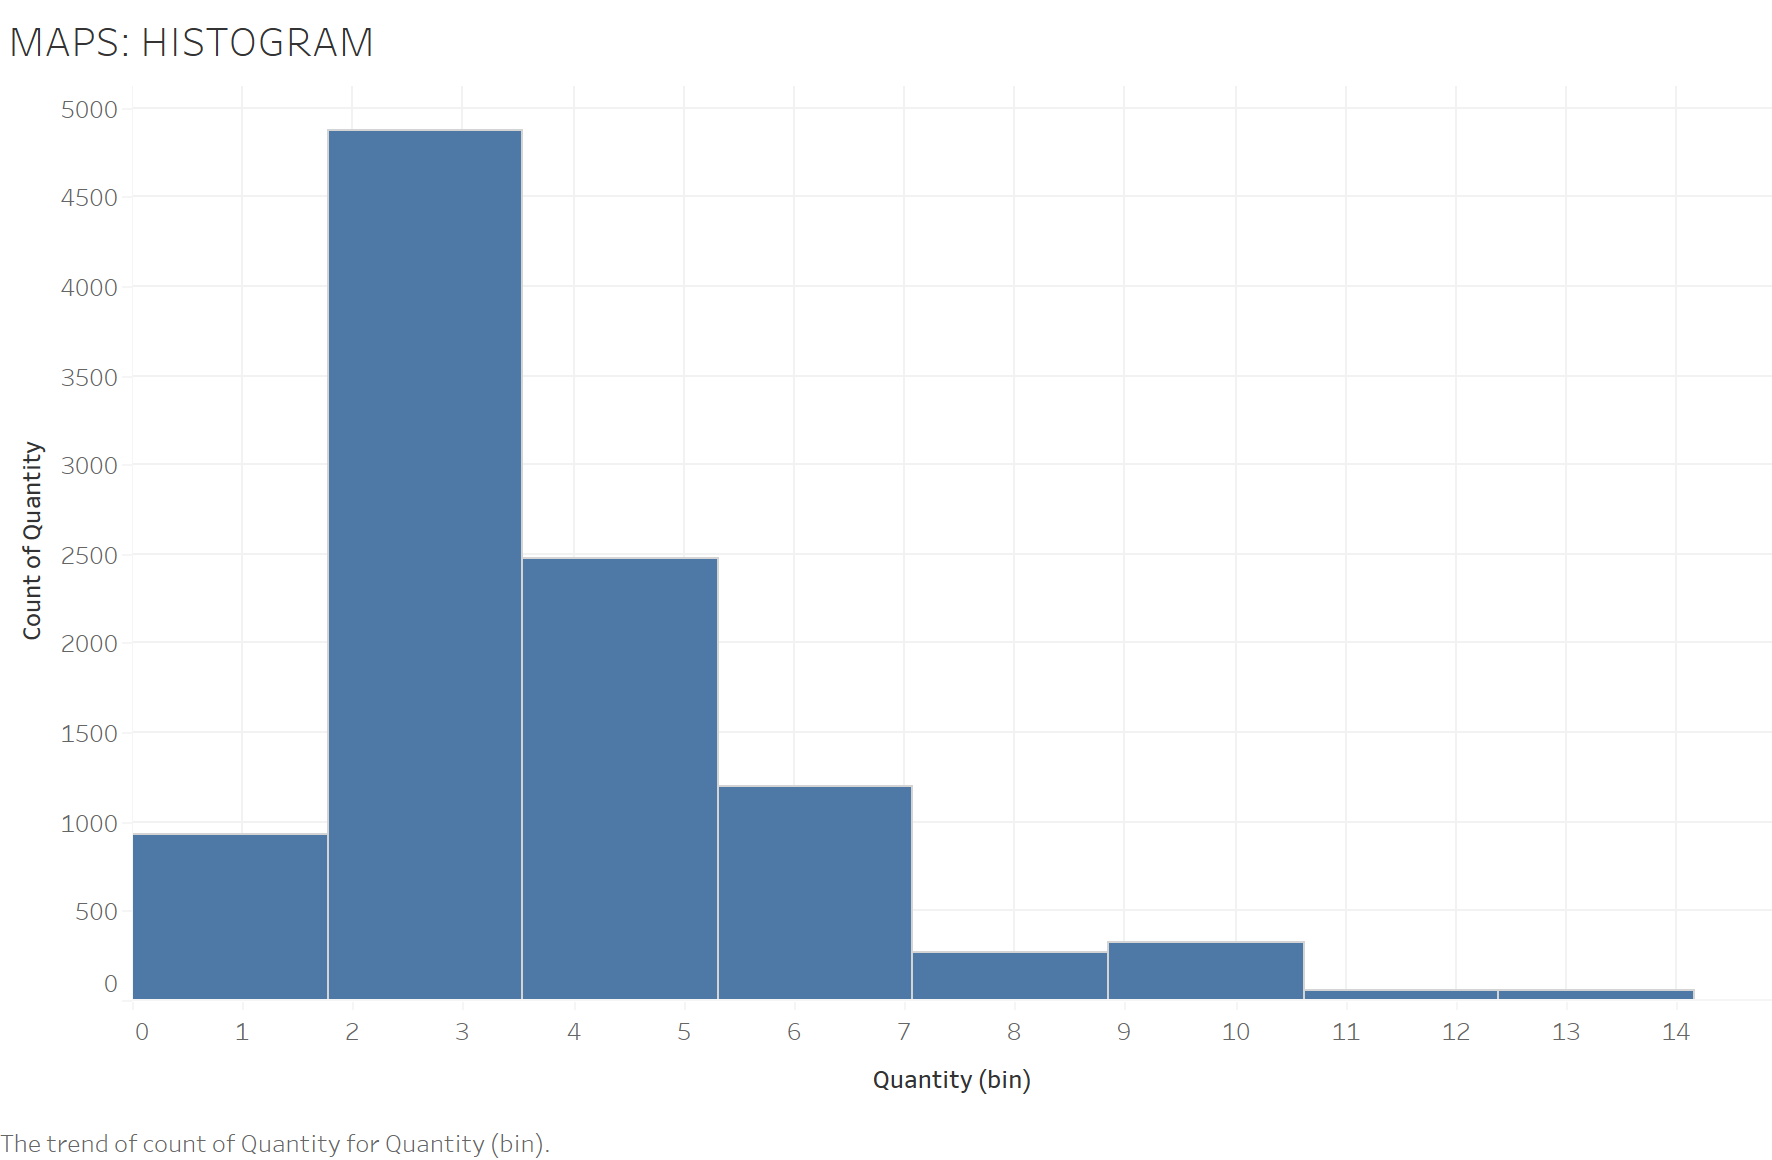 MAPS: HISTOGRAM
5000
4500
4000
3500
3000
2500
2000
1500
1000
500
0
Count of Quantity
0 1 2 3 4 5 6 7 8 9 10 11 12 13 14
Quantity (bin)
The trend of count of Quantity for Quantity (bin).